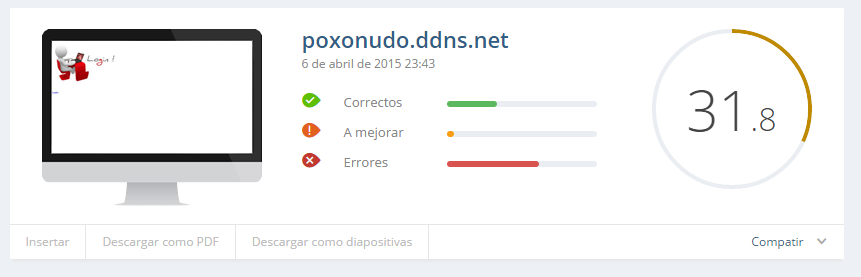 poxonudo.ddns.net
6 de abril de 2015 23:43
Login !
Correctos
A mejorar
Errores
31.8
Insertar
Descargar como PDF
Descargar como diapositivas
Compatir